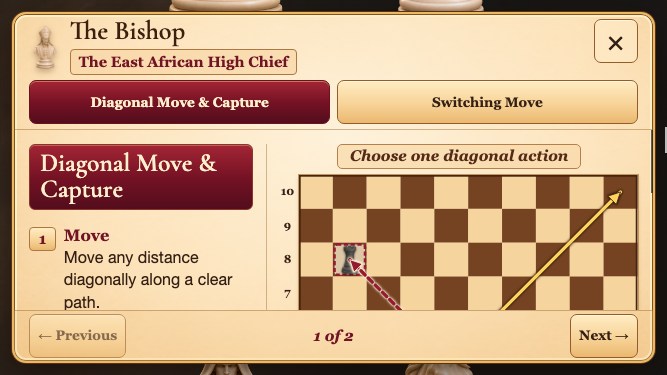 The Bishop
The East African High Chief
✕
Diagonal Move & Capture
Switching Move
Diagonal Move &
Capture
1
Move
Move any distance
diagonally along a clear
path.
Choose one diagonal action
10
9
8
7
← Previous
1 of 2
Next →